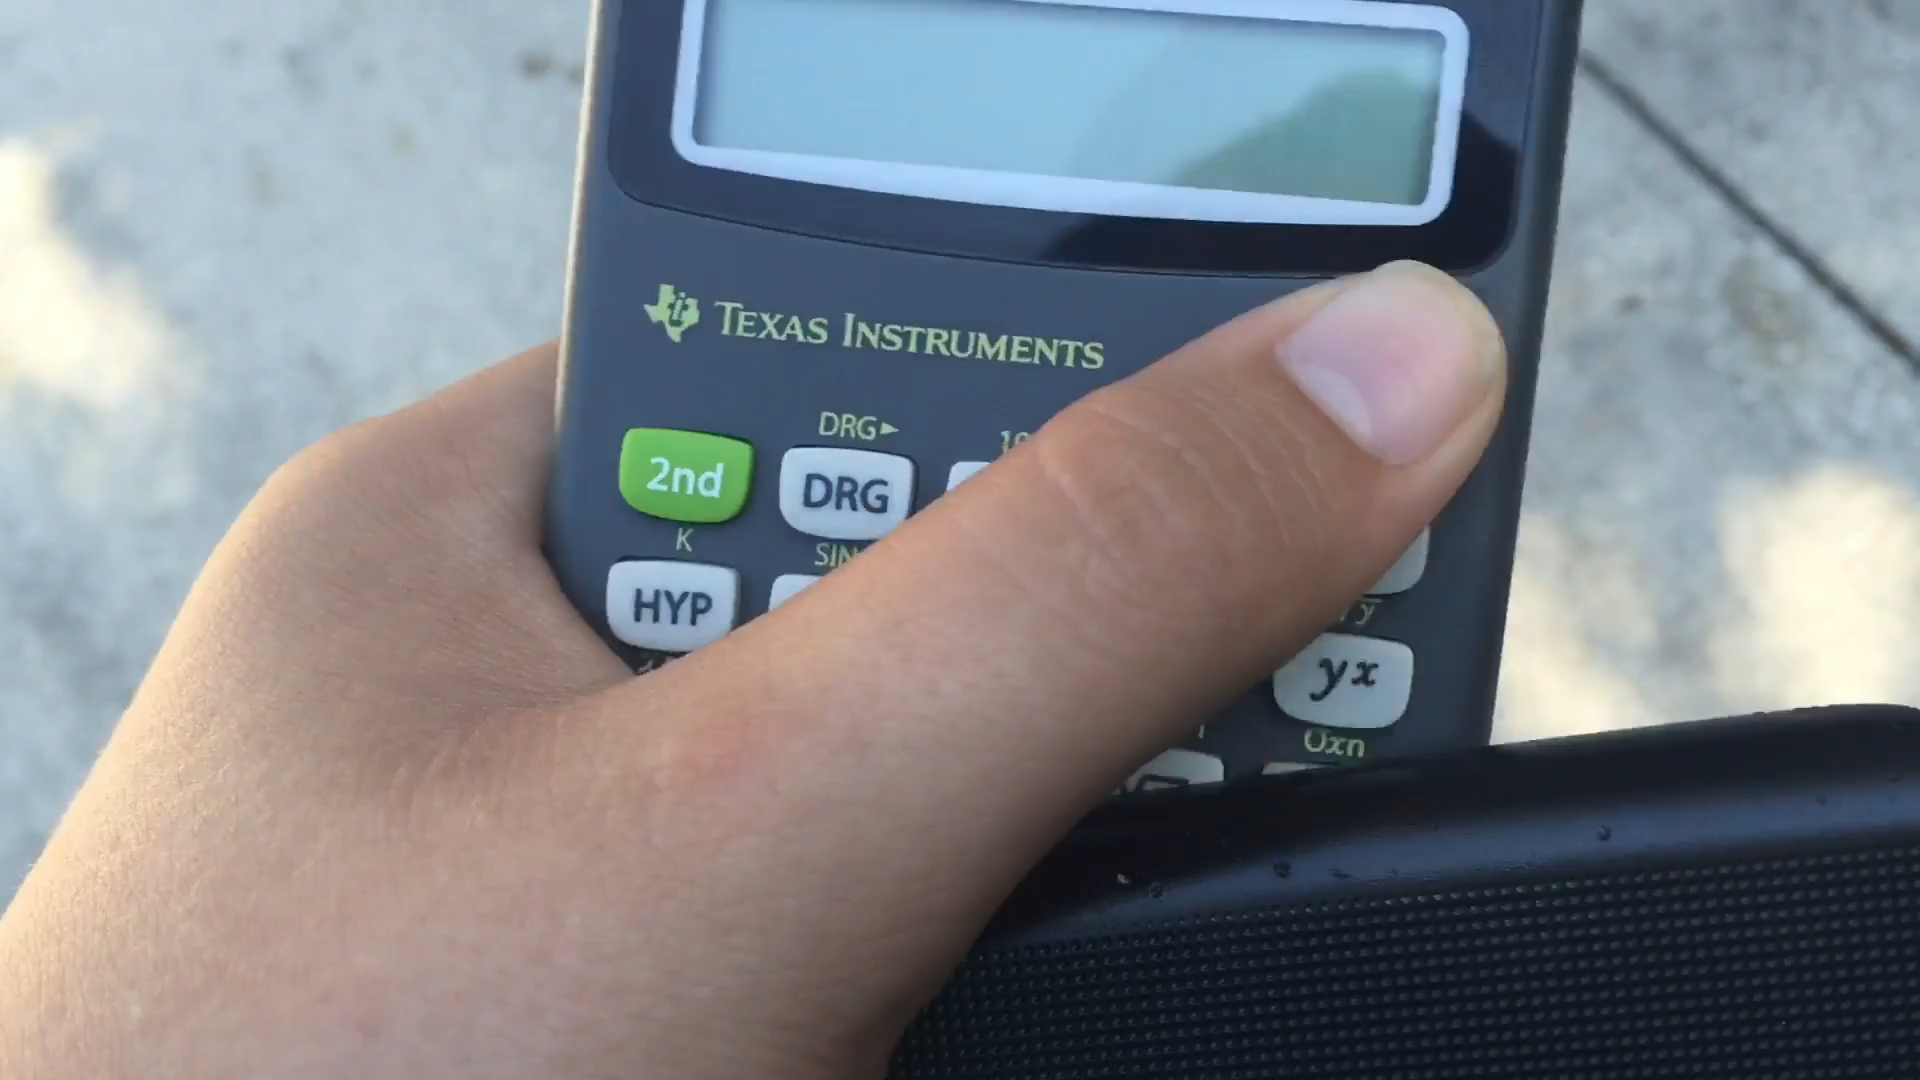 TEXAS INSTRUMENTS
DRG►
2nd
DRG
K
HYP
yx
Oxn